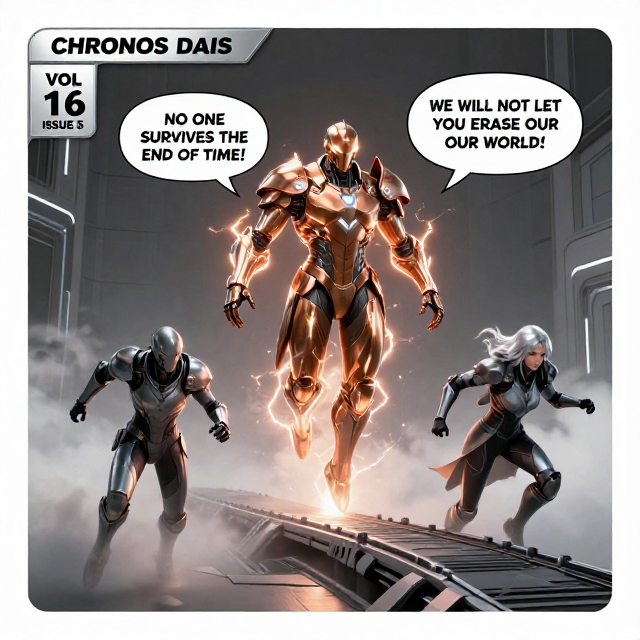 CHRONOS DAIS
VOL
16
ISSUE 5
NO ONE
SURVIVES THE
END OF TIME!
WE WILL NOT LET
YOU ERASE OUR
OUR WORLD!